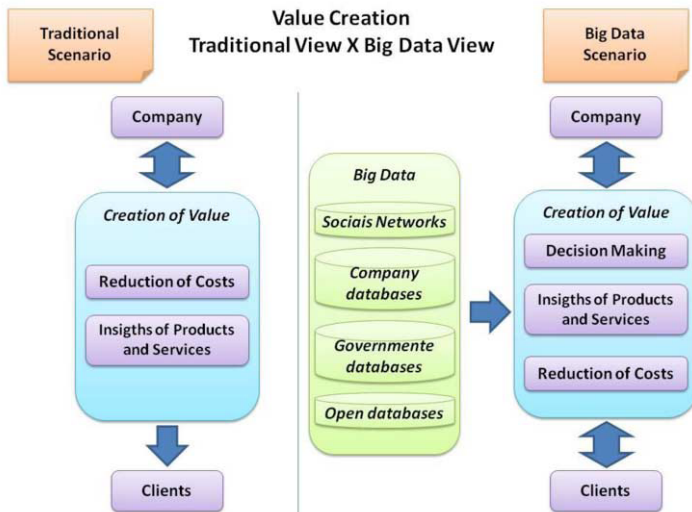 Value Creation
Traditional View X Big Data View
Traditional
Scenario
Company
Creation of Value
Reduction of Costs
Insigths of Products
and Services
Clients
Big Data
Sociais Networks
Company
databases
Governmente
databases
Open databases
Big Data
Scenario
Company
Creation of Value
Decision Making
Insigths of Products
and Services
Reduction of Costs
Clients